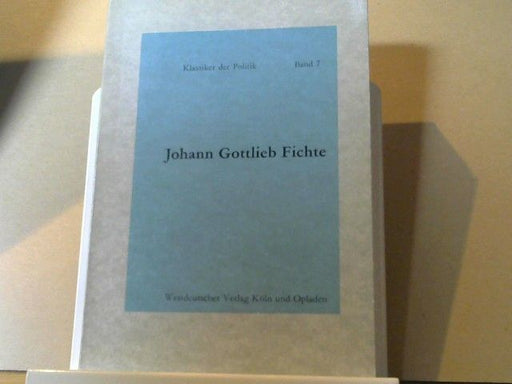 Klassiker der Politik Band 7
Johann Gottlieb Fichte
Westdeutscher Verlag Köln und Opladen